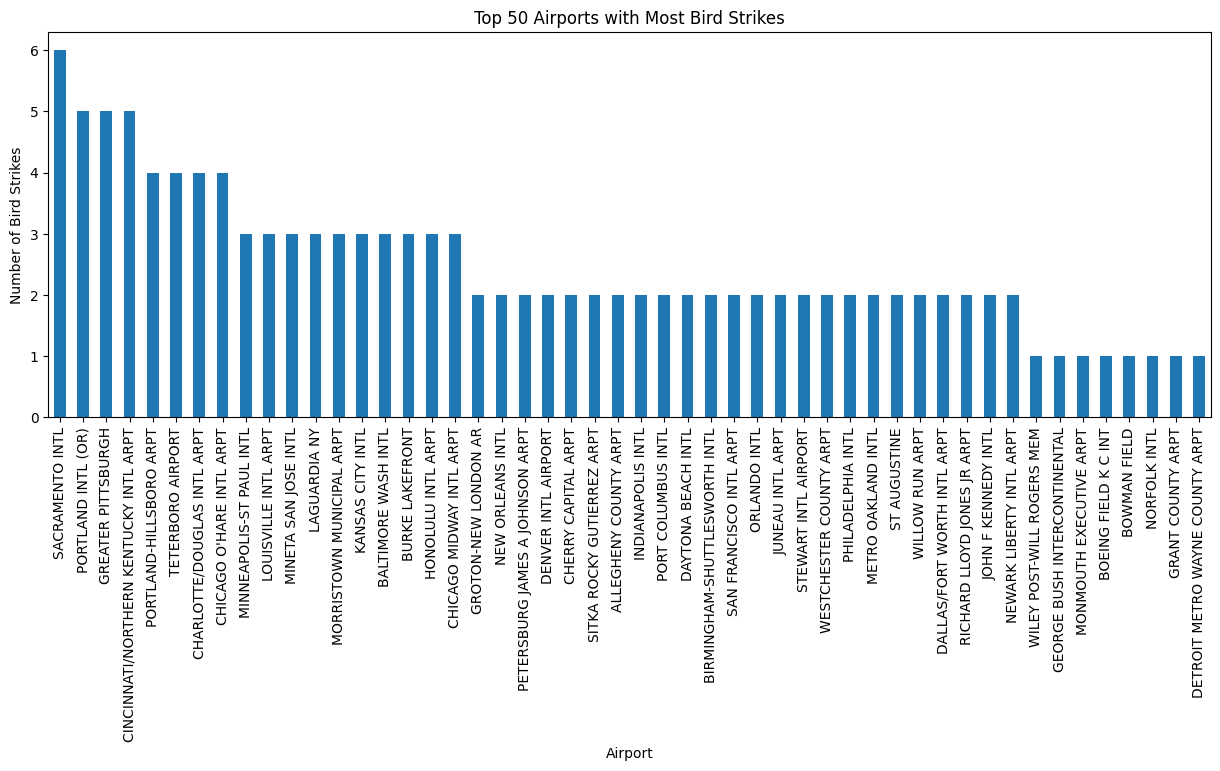 Top 50 Airports with Most Bird Strikes
Number of Bird Strikes
6
5
4
3
2
1
0
SACRAMENTO INTL
PORTLAND INTL (OR)
GREATER PITTSBURGH
CINCINNATI/NORTHERN KENTUCKY INTL ARPT
PORTLAND-HILLSBORO ARPT
TETERBORO AIRPORT
CHARLOTTE/DOUGLAS INTL ARPT
CHICAGO O'HARE INTL ARPT
MINNEAPOLIS-ST PAUL INTL
LOUISVILLE INTL ARPT
MINETA SAN JOSE INTL
LAGUARDIA NY
MORRISTOWN MUNICIPAL ARPT
KANSAS CITY INTL
BALTIMORE WASH INTL
BURKE LAKEFRONT
HONOLULU INTL ARPT
CHICAGO MIDWAY INTL ARPT
GROTON-NEW LONDON AR
NEW ORLEANS INTL
PETERSBURG JAMES A JOHNSON ARPT
DENVER INTL AIRPORT
CHERRY CAPITAL ARPT
SITKA ROCKY GUTIERREZ ARPT
ALLEGHENY COUNTY ARPT
INDIANAPOLIS INTL
PORT COLUMBUS INTL
DAYTONA BEACH INTL
BIRMINGHAM-SHUTTLESWORTH INTL
SAN FRANCISCO INTL ARPT
ORLANDO INTL
JUNEAU INTL ARPT
STEWART INTL AIRPORT
WESTCHESTER COUNTY ARPT
PHILADELPHIA INTL
METRO OAKLAND INTL
ST AUGUSTINE
WILLOW RUN ARPT
DALLAS/FORT WORTH INTL ARPT
RICHARD LLOYD JONES JR ARPT
JOHN F KENNEDY INTL
NEWARK LIBERTY INTL ARPT
WILEY POST-WILL ROGERS MEM
GEORGE BUSH INTERCONTINENTAL
MONMOUTH EXECUTIVE ARPT
BOEING FIELD K C INT
BOWMAN FIELD
NORFOLK INTL
GRANT COUNTY ARPT
DETROIT METRO WAYNE COUNTY ARPT
Airport